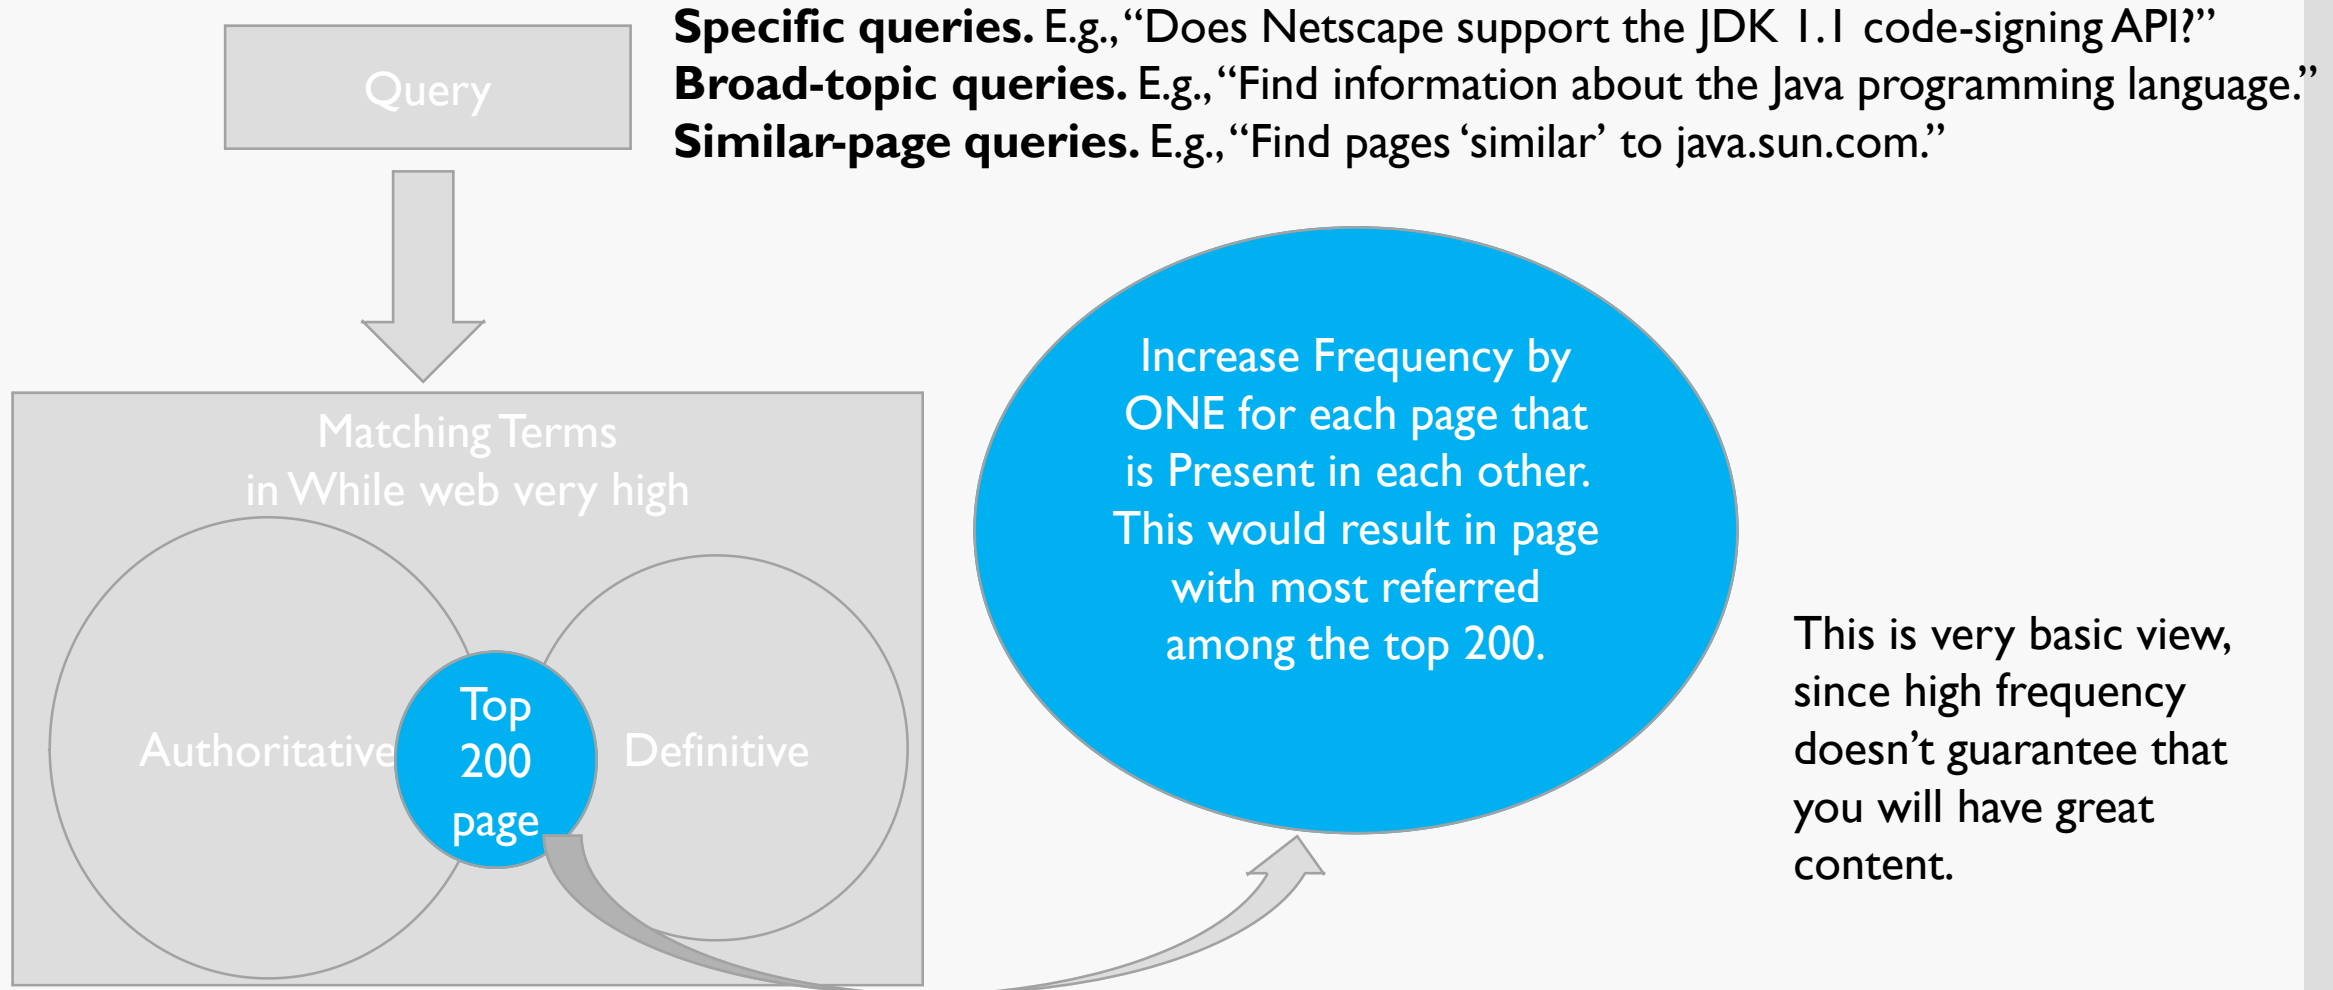 Query
Specific queries. E.g., “Does Netscape support the JDK 1.1 code-signing API?”
Broad-topic queries. E.g., “Find information about the Java programming language.”
Similar-page queries. E.g., “Find pages ‘similar’ to java.sun.com.”
Matching Terms
in While web very high
Authoritative
Top
200
page
Definitive
Increase Frequency by
ONE for each page that
is Present in each other.
This would result in page
with most referred
among the top 200.
This is very basic view,
since high frequency
doesn’t guarantee that
you will have great
content.